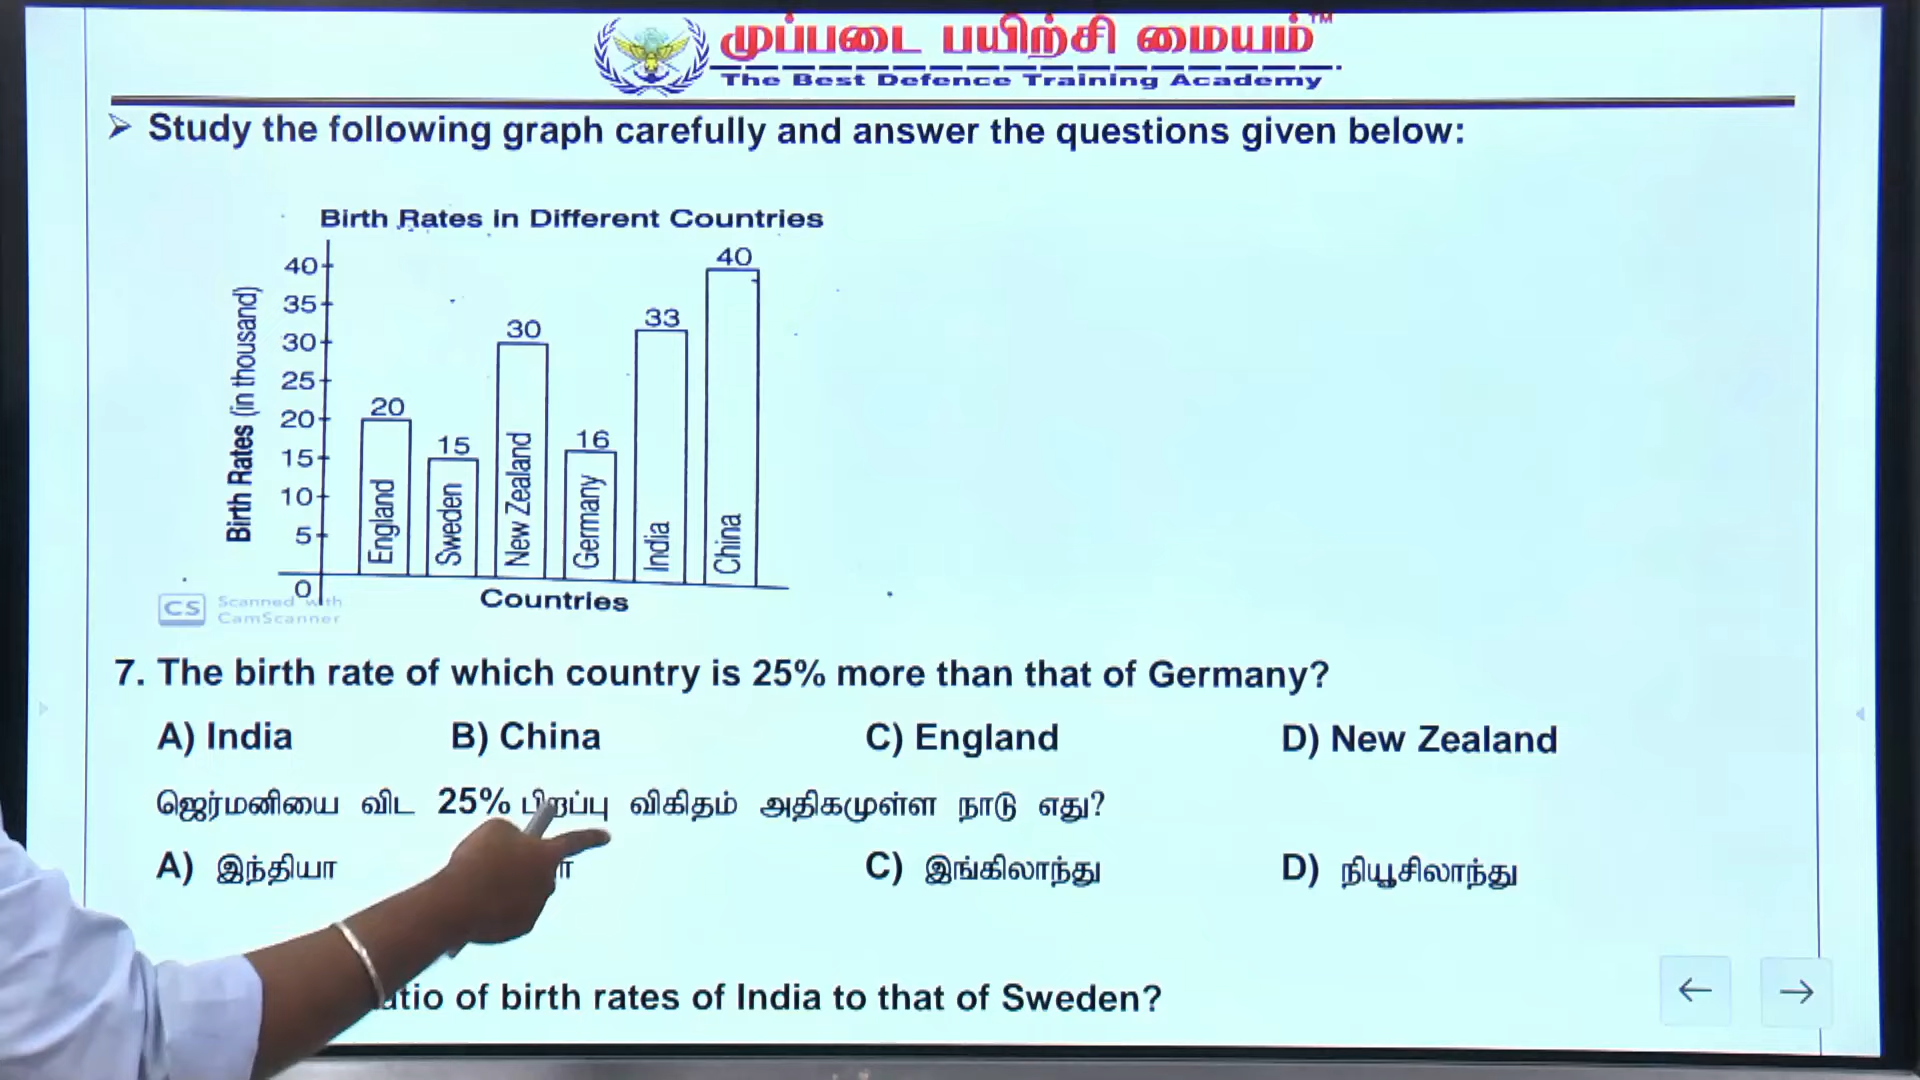 முப்படை பயிற்சி மையம்™
The Best Defence Training Academy
➤ Study the following graph carefully and answer the questions given below:
Birth Rates in Different Countries
Birth Rates (in thousand)
40
35
30
25
20
15
10
5
0
20
15
30
16
33
40
England
Sweden
New Zealand
Germany
India
China
Countries
CS Scanned with
CamScanner
7. The birth rate of which country is 25% more than that of Germany?
A) India B) China C) England D) New Zealand
ஜெர்மனியை விட 25% பிறப்பு விகிதம் அதிகமுள்ள நாடு எது?
A) இந்தியா C) இங்கிலாந்து D) நியூசிலாந்து
of birth rates of India to that of Sweden?